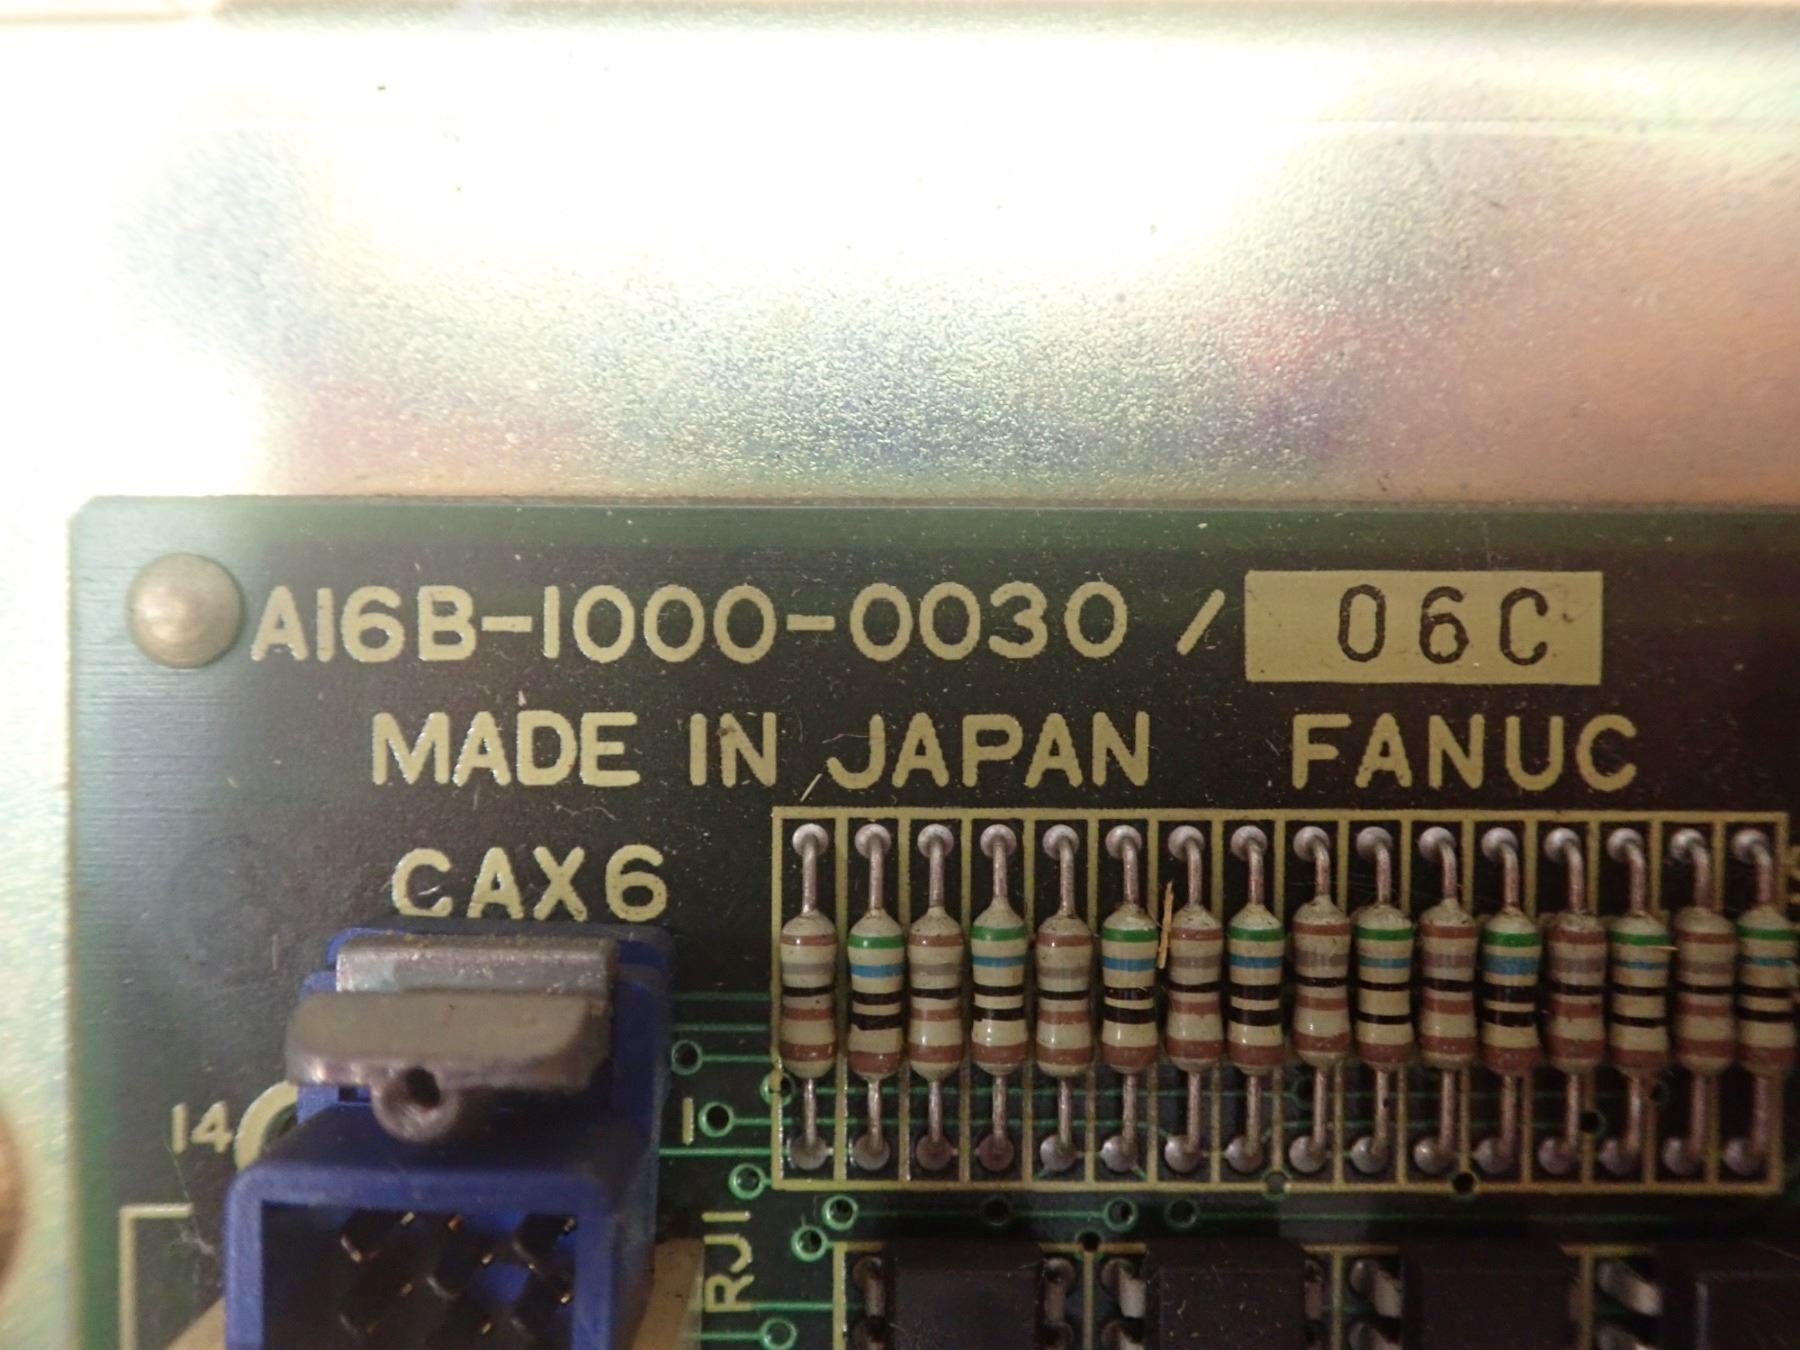 A16B-1000-0030 / 06C
MADE IN JAPAN FANUC
CAX6
14
1
RJ1